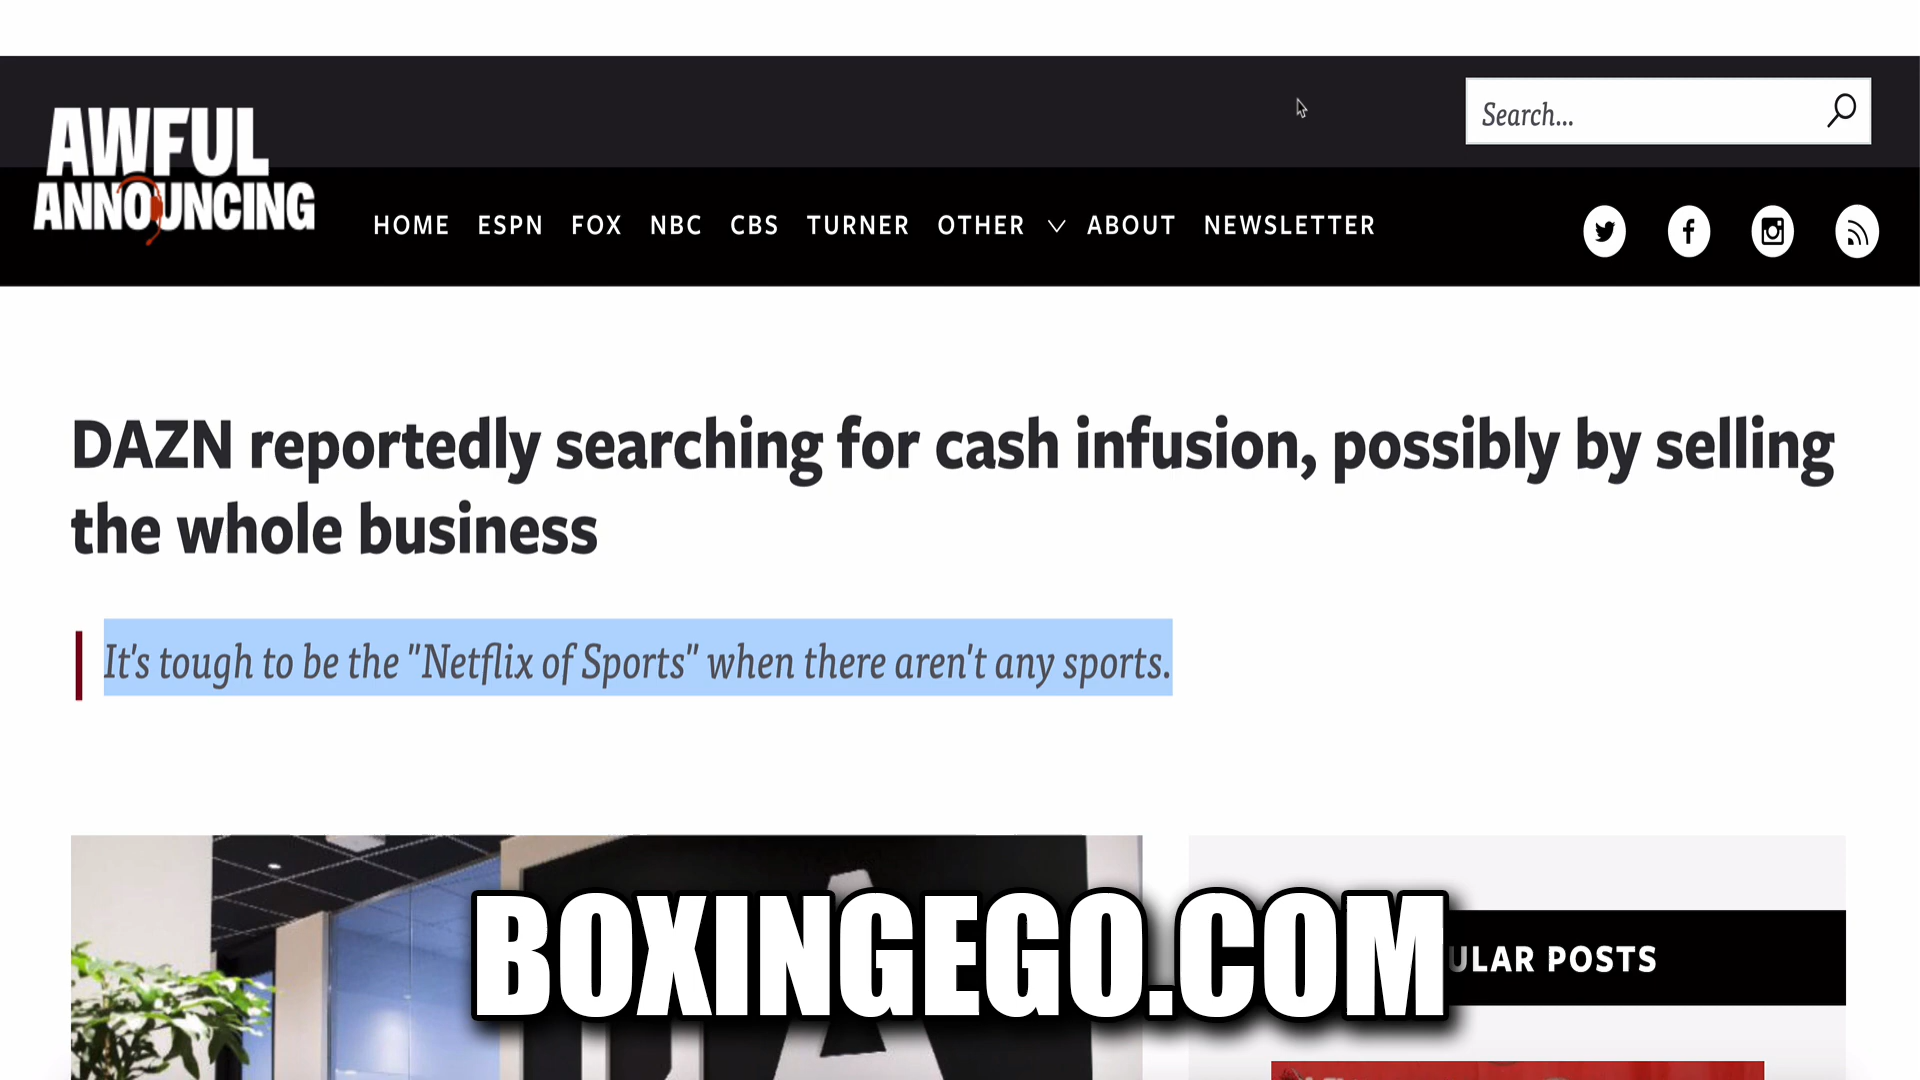 AWFUL
ANNOUNCING
Search...
HOME ESPN FOX NBC CBS TURNER OTHER ABOUT NEWSLETTER
DAZN reportedly searching for cash infusion, possibly by selling
the whole business
It's tough to be the "Netflix of Sports" when there aren't any sports.
BOXINGEGO.COM
ULAR POSTS